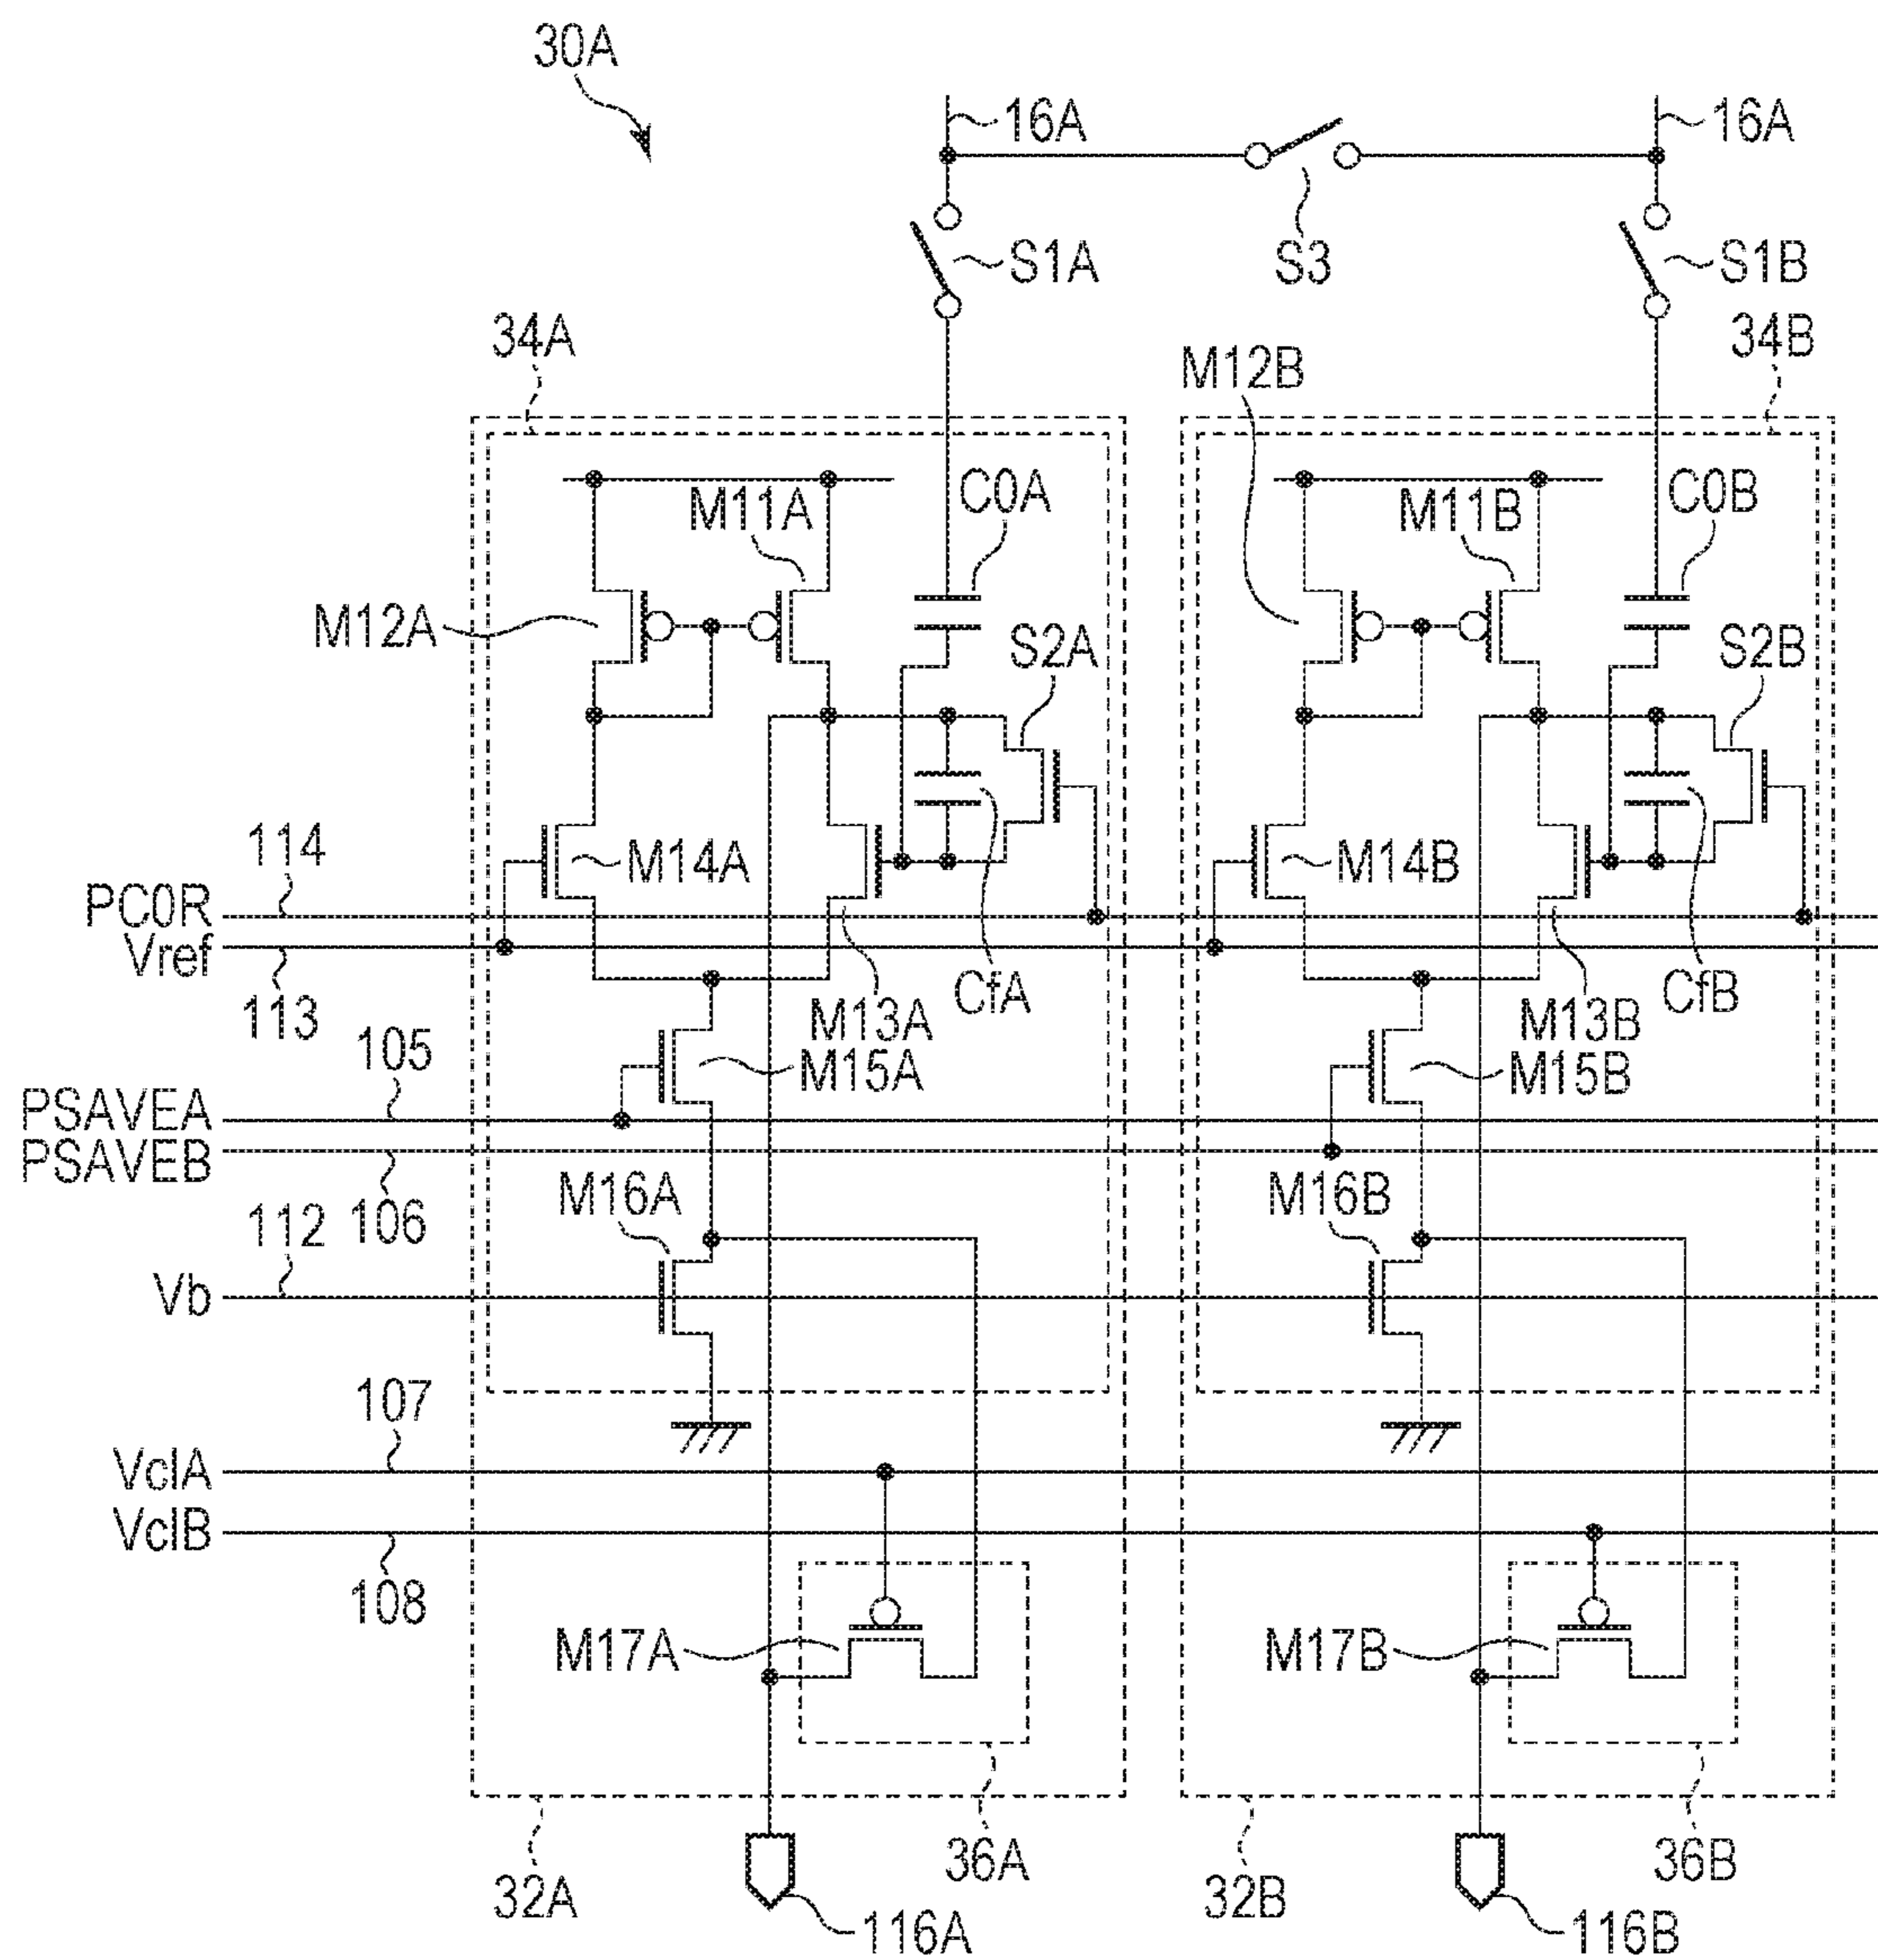 30A
16A
16A
S1A
S3
S1B
34A
34B
M12B
M11A
C0A
M11B
C0B
M12A
S2A
S2B
114
M14A
M14B
PC0R
Vref
113
CfA
CfB
M13A
M13B
105
M15A
M15B
PSAVEA
PSAVEB
106
M16A
M16B
112
Vb
107
VclA
VclB
108
M17A
M17B
32A
36A
32B
36B
116A
116B